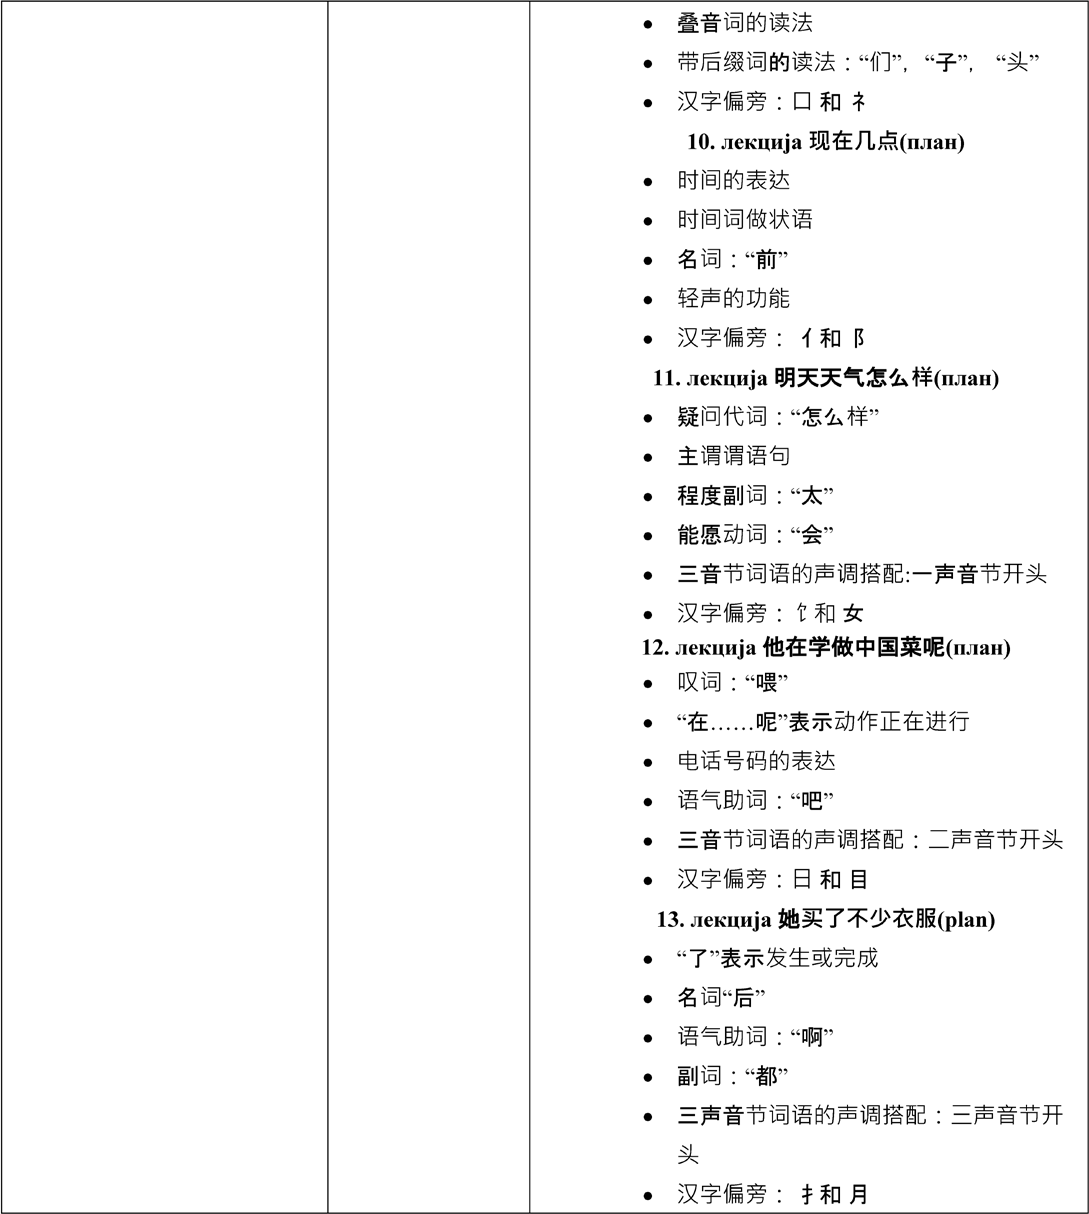 • 叠音词的读法
• 带后缀词的读法：“们”，“子”， “头”
• 汉字偏旁：口 和 礻
10. лекција 现在几点(план)
• 时间的表达
• 时间词做状语
• 名词：“前”
• 轻声的功能
• 汉字偏旁： 亻和 阝
11. лекција 明天天气怎么样(план)
• 疑问代词：“怎么样”
• 主谓谓语句
• 程度副词：“太”
• 能愿动词：“会”
• 三音节词语的声调搭配:一声音节开头
• 汉字偏旁： 饣和 女
12. лекција 他在学做中国菜呢(план)
• 叹词：“喂”
• “在……呢”表示动作正在进行
• 电话号码的表达
• 语气助词：“吧”
• 三音节词语的声调搭配：二声音节开头
• 汉字偏旁：日 和 目
13. лекција 她买了不少衣服(plan)
• “了”表示发生或完成
• 名词“后”
• 语气助词：“啊”
• 副词：“都”
• 三声音节词语的声调搭配：三声音节开
头
• 汉字偏旁： 扌和 月